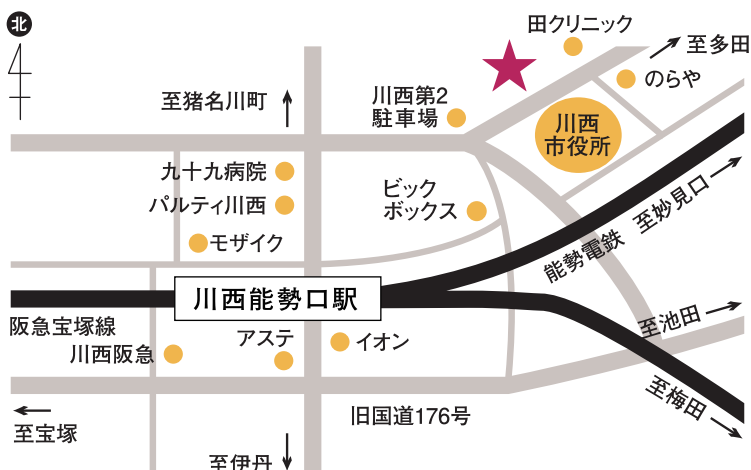 北
田クリニック
至多田
のらや
川西第2
駐車場
至猪名川町
川西
市役所
九十九病院
パルティ川西
ビック
ボックス
モザイク
至妙見口
能勢電鉄
川西能勢口駅
阪急宝塚線
川西阪急
アステ
イオン
至池田
至梅田
旧国道176号
至宝塚
至伊丹